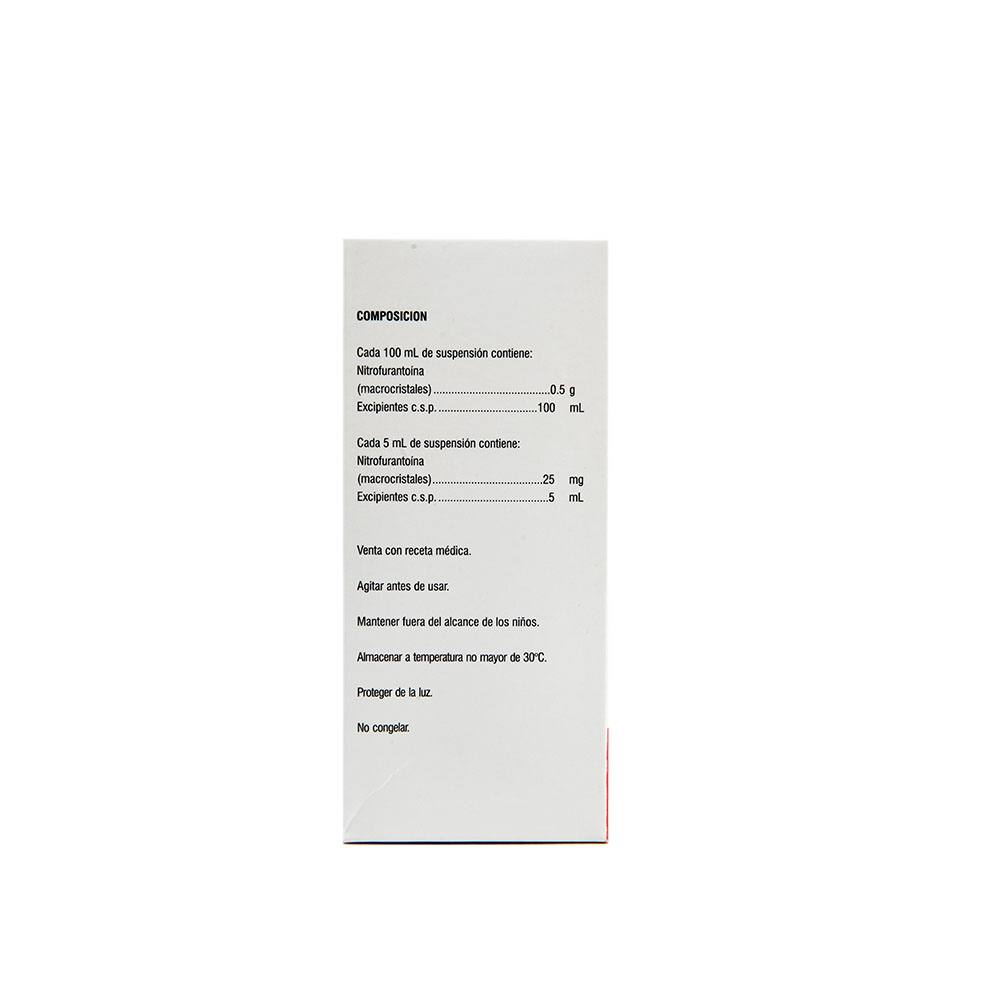 COMPOSICION
Cada 100 mL de suspensión contiene:
Nitrofurantoína
(macrocristales)......................................0.5 g
Excipientes c.s.p.................................100 mL
Cada 5 mL de suspensión contiene:
Nitrofurantoína
(macrocristales)....................................25 mg
Excipientes c.s.p.....................................5 mL
Venta con receta médica.
Agitar antes de usar.
Mantener fuera del alcance de los niños.
Almacenar a temperatura no mayor de 30°C.
Proteger de la luz.
No congelar.